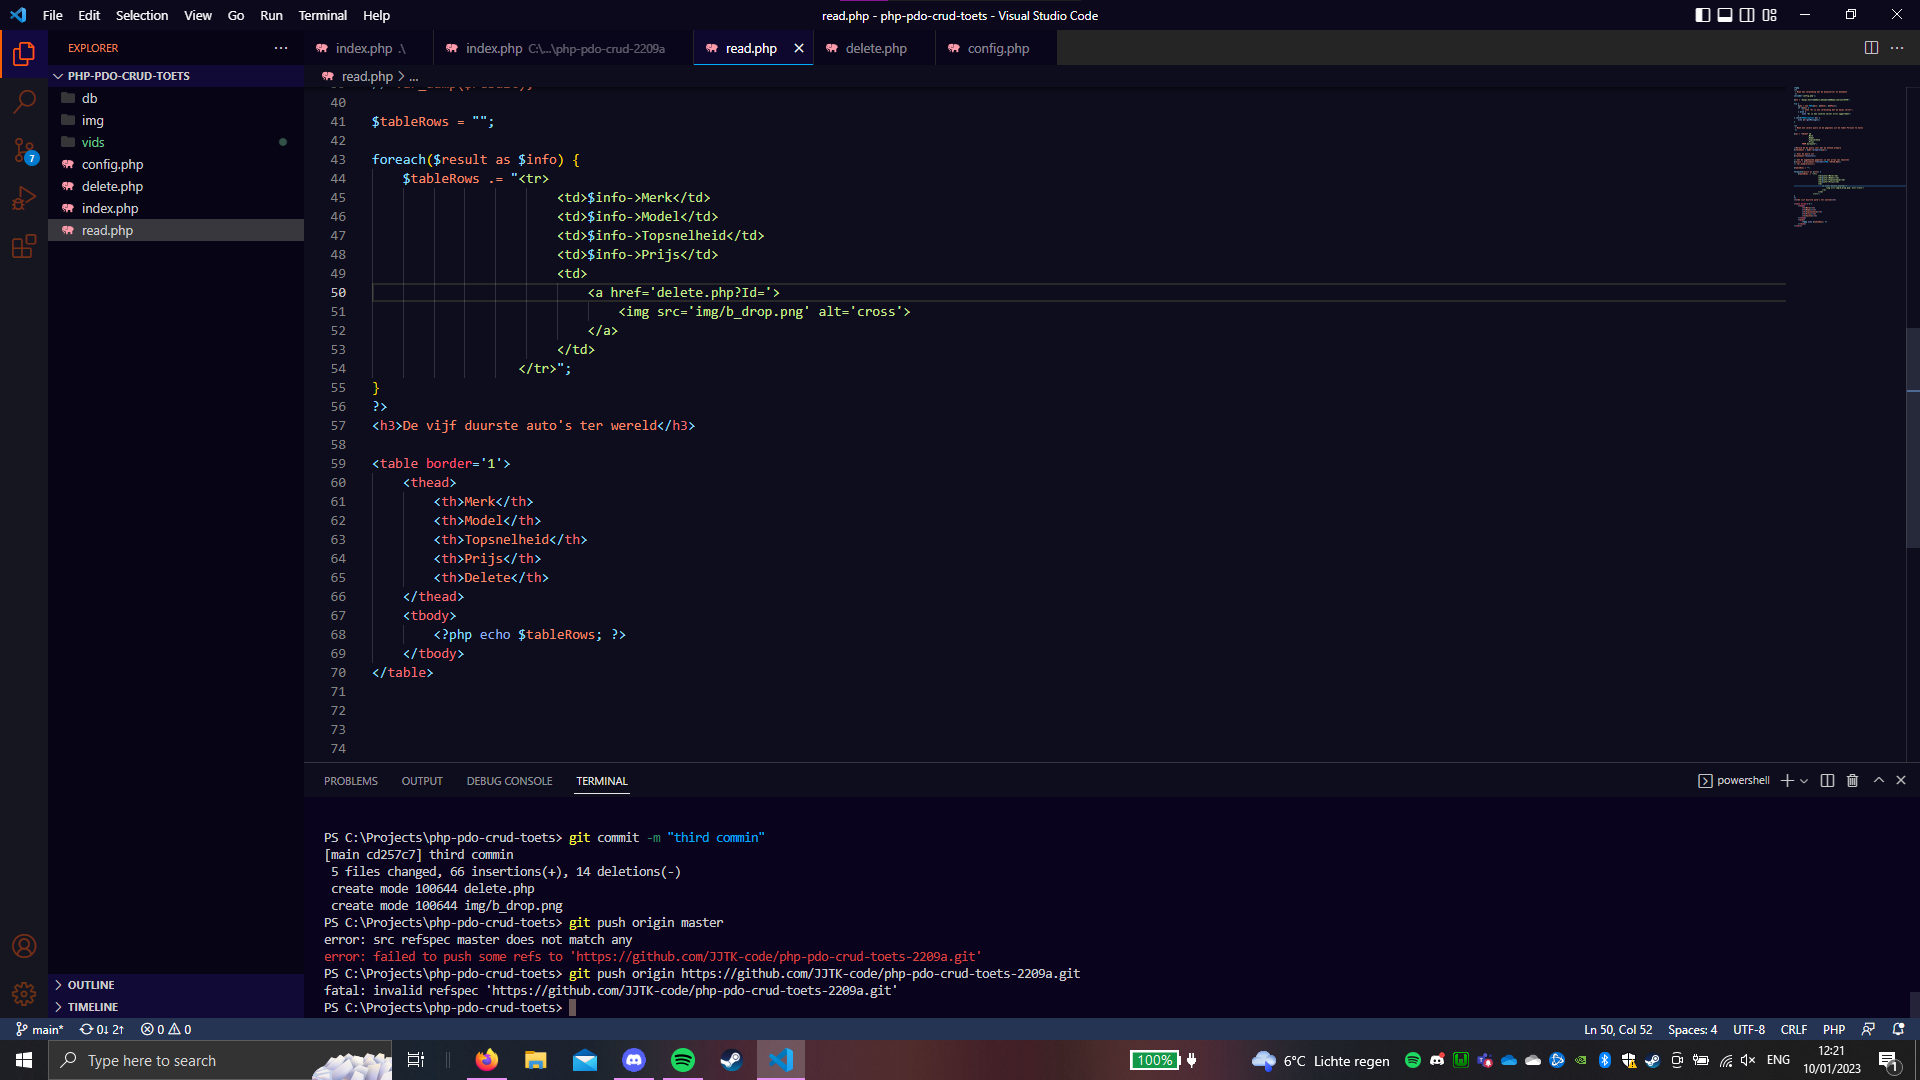 File Edit Selection View Go Run Terminal Help
read.php - php-pdo-crud-toets - Visual Studio Code
EXPLORER
index.php .\
index.php C:\...\php-pdo-crud-2209a
read.php
delete.php
config.php
PHP-PDO-CRUD-TOETS
db
img
vids
config.php
delete.php
index.php
read.php
7
OUTLINE
TIMELINE
read.php > ...
40
41 $tableRows = "";
42
43 foreach($result as $info) {
44 $tableRows .= "<tr>
45 <td>$info->Merk</td>
46 <td>$info->Model</td>
47 <td>$info->Topsnelheid</td>
48 <td>$info->Prijs</td>
49 <td>
50 <a href='delete.php?Id='>
51 <img src='img/b_drop.png' alt='cross'>
52 </a>
53 </td>
54 </tr>";
55 }
56 ?>
57 <h3>De vijf duurste auto's ter wereld</h3>
58
59 <table border='1'>
60 <thead>
61 <th>Merk</th>
62 <th>Model</th>
63 <th>Topsnelheid</th>
64 <th>Prijs</th>
65 <th>Delete</th>
66 </thead>
67 <tbody>
68 <?php echo $tableRows; ?>
69 </tbody>
70 </table>
71
72
73
74
PROBLEMS OUTPUT DEBUG CONSOLE TERMINAL
powershell
PS C:\Projects\php-pdo-crud-toets> git commit -m "third commin"
[main cd257c7] third commin
5 files changed, 66 insertions(+), 14 deletions(-)
create mode 100644 delete.php
create mode 100644 img/b_drop.png
PS C:\Projects\php-pdo-crud-toets> git push origin master
error: src refspec master does not match any
error: failed to push some refs to 'https://github.com/JJTK-code/php-pdo-crud-toets-2209a.git'
PS C:\Projects\php-pdo-crud-toets> git push origin https://github.com/JJTK-code/php-pdo-crud-toets-2209a.git
fatal: invalid refspec 'https://github.com/JJTK-code/php-pdo-crud-toets-2209a.git'
PS C:\Projects\php-pdo-crud-toets>
main* 0↓ 2↑ 0 0
Ln 50, Col 52 Spaces: 4 UTF-8 CRLF PHP
Type here to search
100%
6°C Lichte regen
ENG
12:21
10/01/2023
1